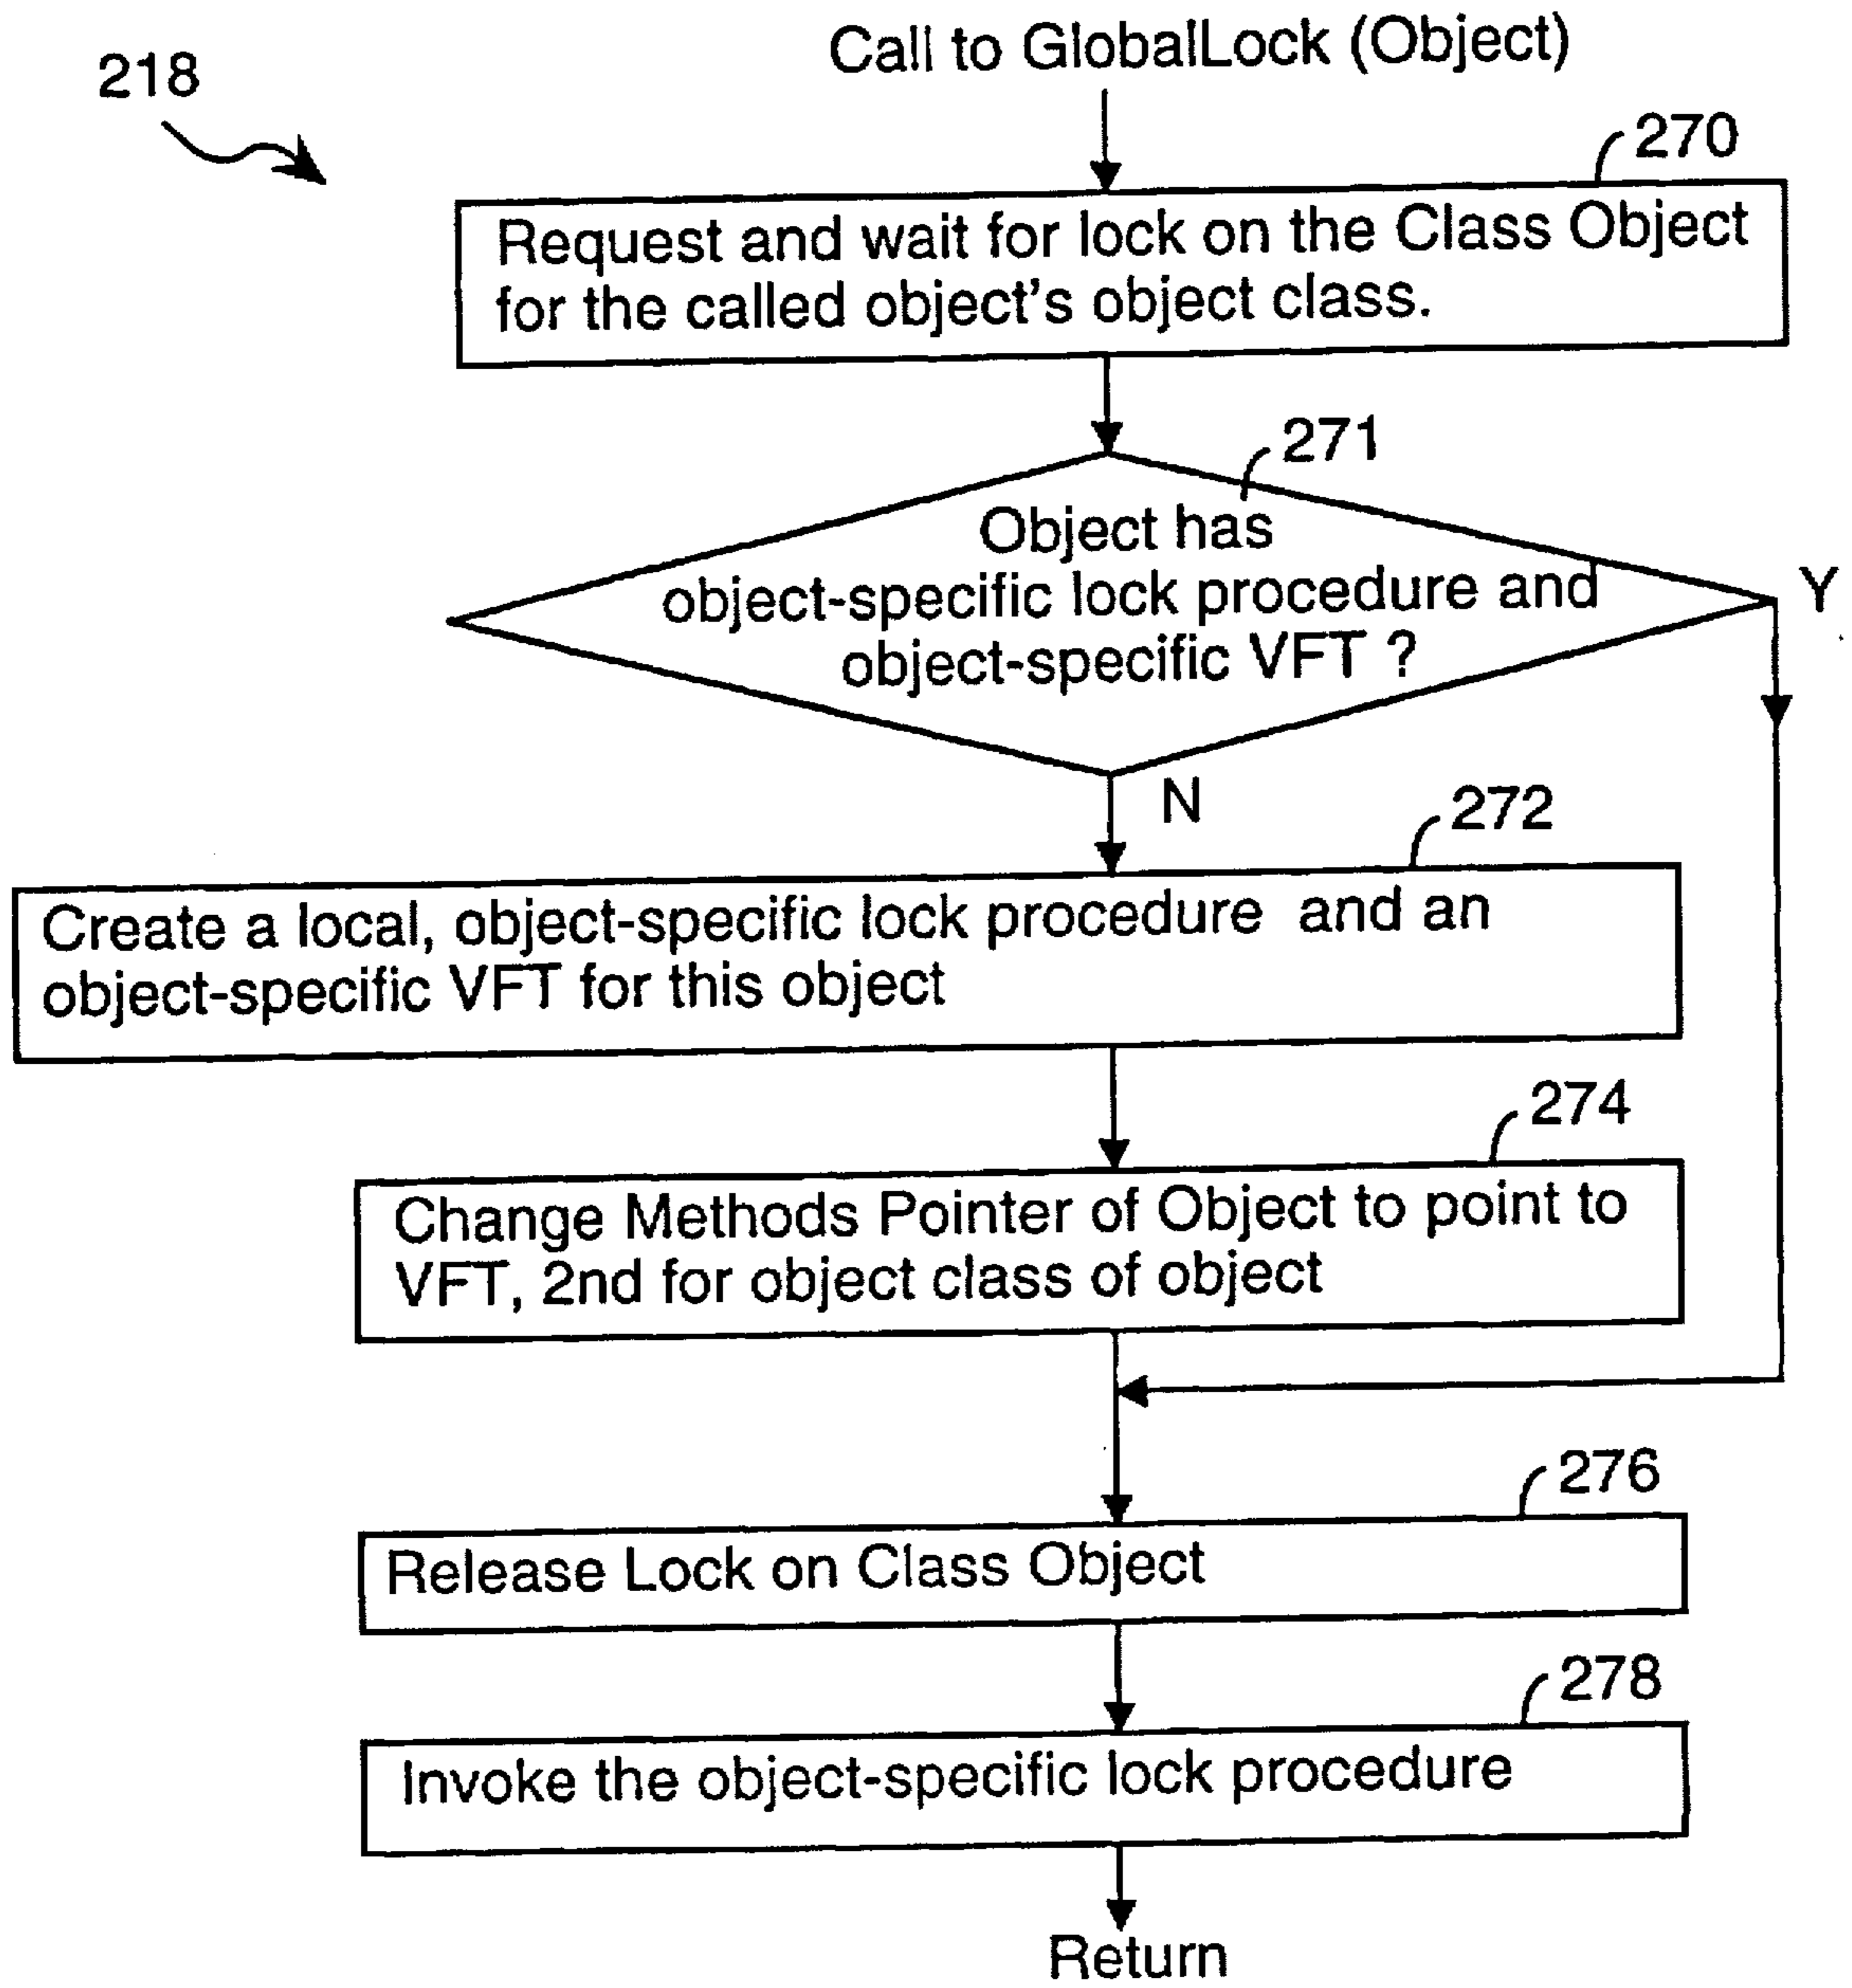 Call to GlobalLock (Object)
218
270
Request and wait for lock on the Class Object
for the called object's object class.
271
Object has
object-specific lock procedure and
object-specific VFT ?
Y
N
272
Create a local, object-specific lock procedure and an
object-specific VFT for this object
274
Change Methods Pointer of Object to point to
VFT, 2nd for object class of object
276
Release Lock on Class Object
278
Invoke the object-specific lock procedure
Return